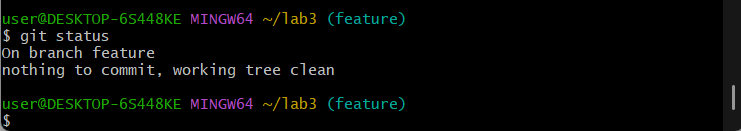 user@DESKTOP-6S448KE MINGW64 ~/lab3 (feature)
$ git status
On branch feature
nothing to commit, working tree clean
user@DESKTOP-6S448KE MINGW64 ~/lab3 (feature)
$